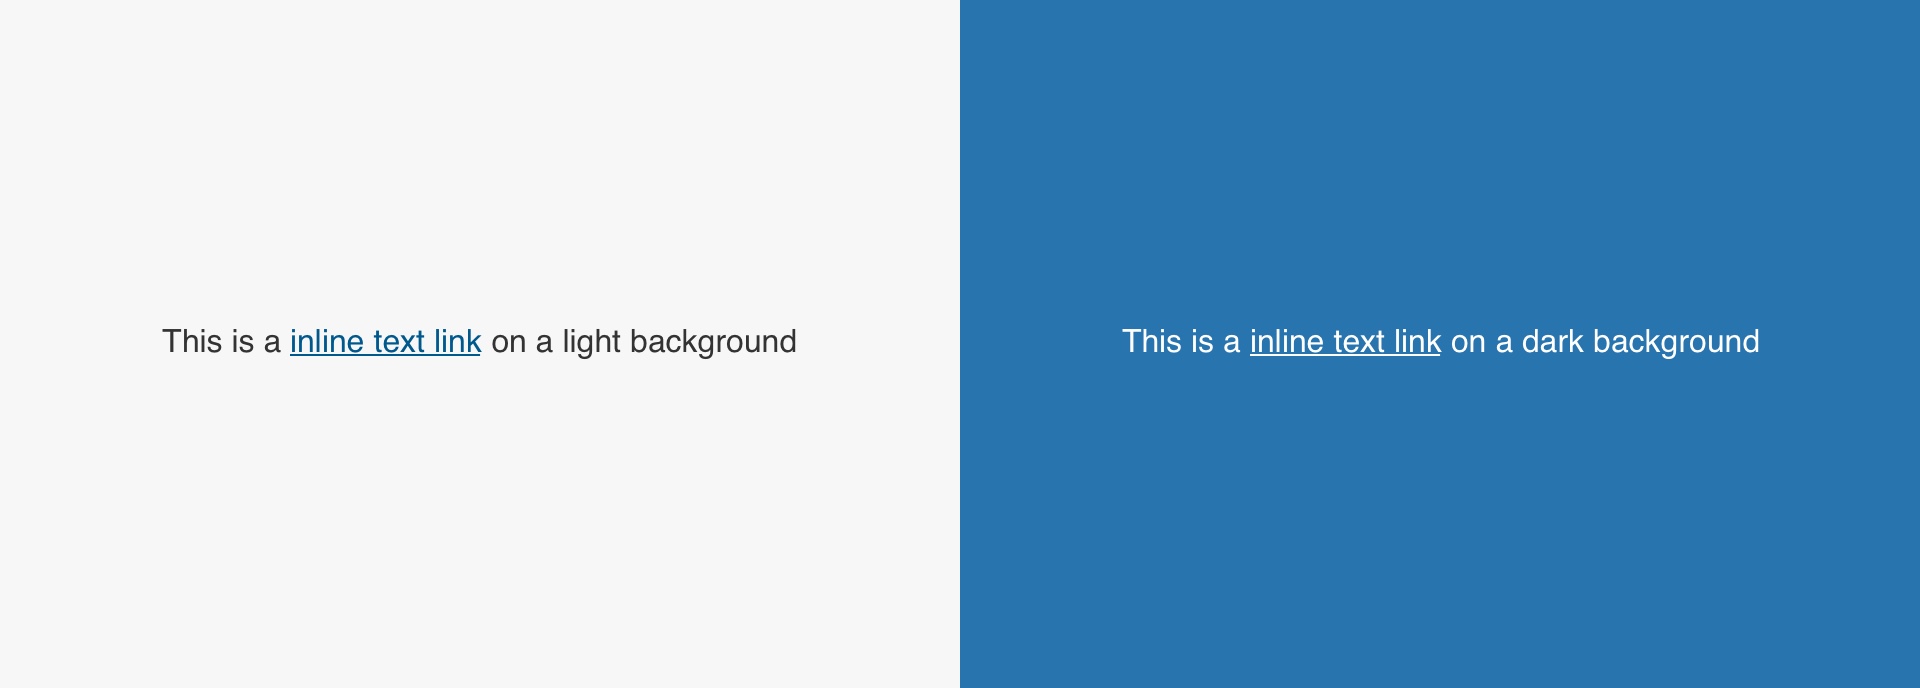 This is a inline text link on a light background
This is a inline text link on a dark background